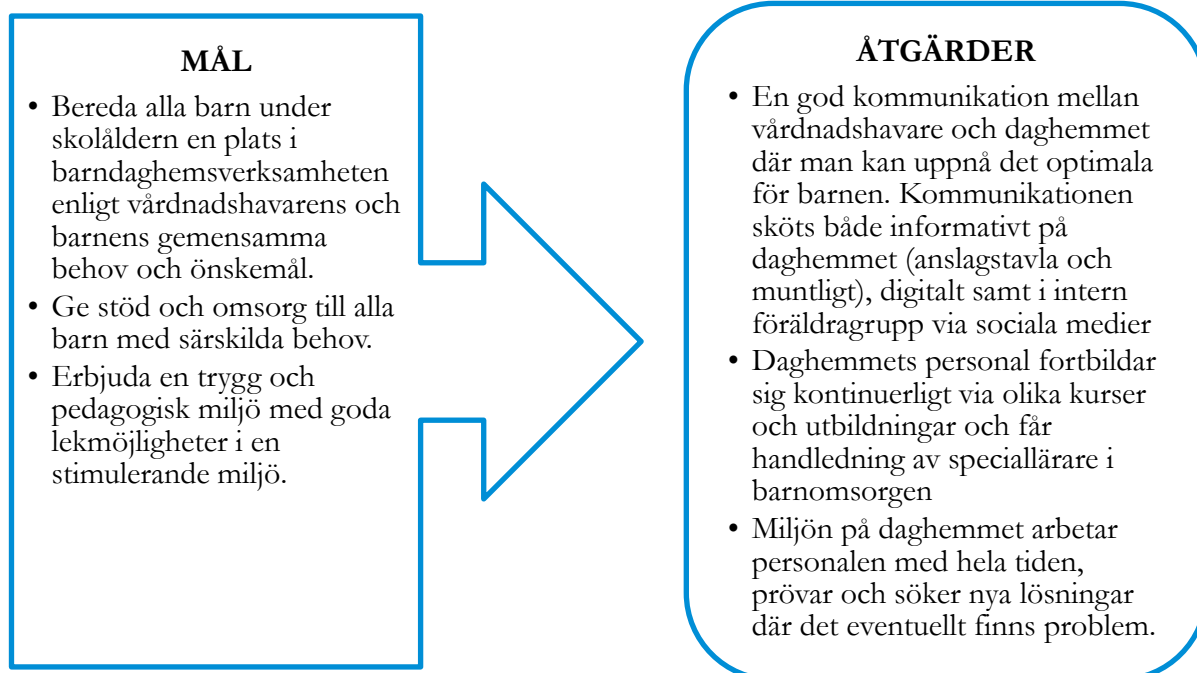 MÅL
• Bereda alla barn under
skolåldern en plats i
barndaghemsverksamheten
enligt vårdnadshavarens och
barnens gemensamma
behov och önskemål.
• Ge stöd och omsorg till alla
barn med särskilda behov.
• Erbjuda en trygg och
pedagogisk miljö med goda
lekmöjligheter i en
stimulerande miljö.
ÅTGÄRDER
• En god kommunikation mellan
vårdnadshavare och daghemmet
där man kan uppnå det optimala
för barnen. Kommunikationen
sköts både informativt på
daghemmet (anslagstavla och
muntligt), digitalt samt i intern
föräldragrupp via sociala medier
• Daghemmets personal fortbildar
sig kontinuerligt via olika kurser
och utbildningar och får
handledning av speciallärare i
barnomsorgen
• Miljön på daghemmet arbetar
personalen med hela tiden,
prövar och söker nya lösningar
där det eventuellt finns problem.